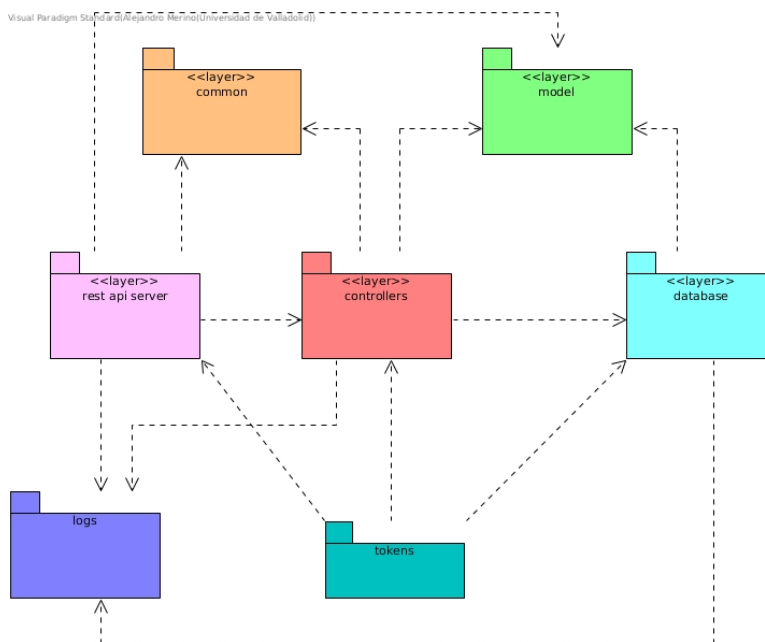 Visual Paradigm Standard(Alejandro Merino(Universidad de Valladolid))
<<layer>>
common
<<layer>>
model
<<layer>>
rest api server
<<layer>>
controllers
<<layer>>
database
logs
tokens